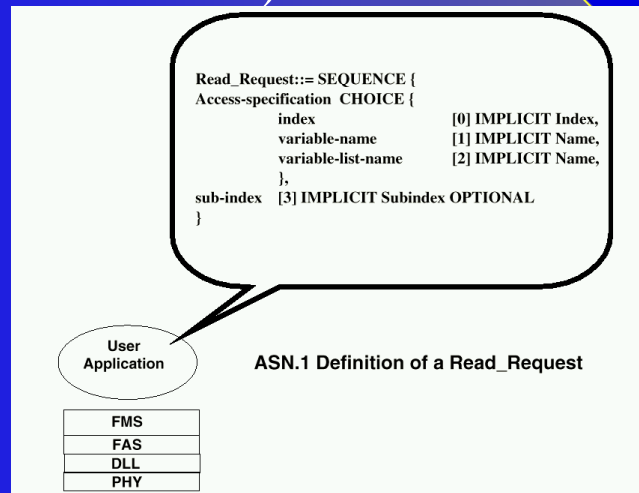 Read_Request::= SEQUENCE {
Access-specification CHOICE {
index [0] IMPLICIT Index,
variable-name [1] IMPLICIT Name,
variable-list-name [2] IMPLICIT Name,
},
sub-index [3] IMPLICIT Subindex OPTIONAL
}
User
Application
ASN.1 Definition of a Read_Request
FMS
FAS
DLL
PHY